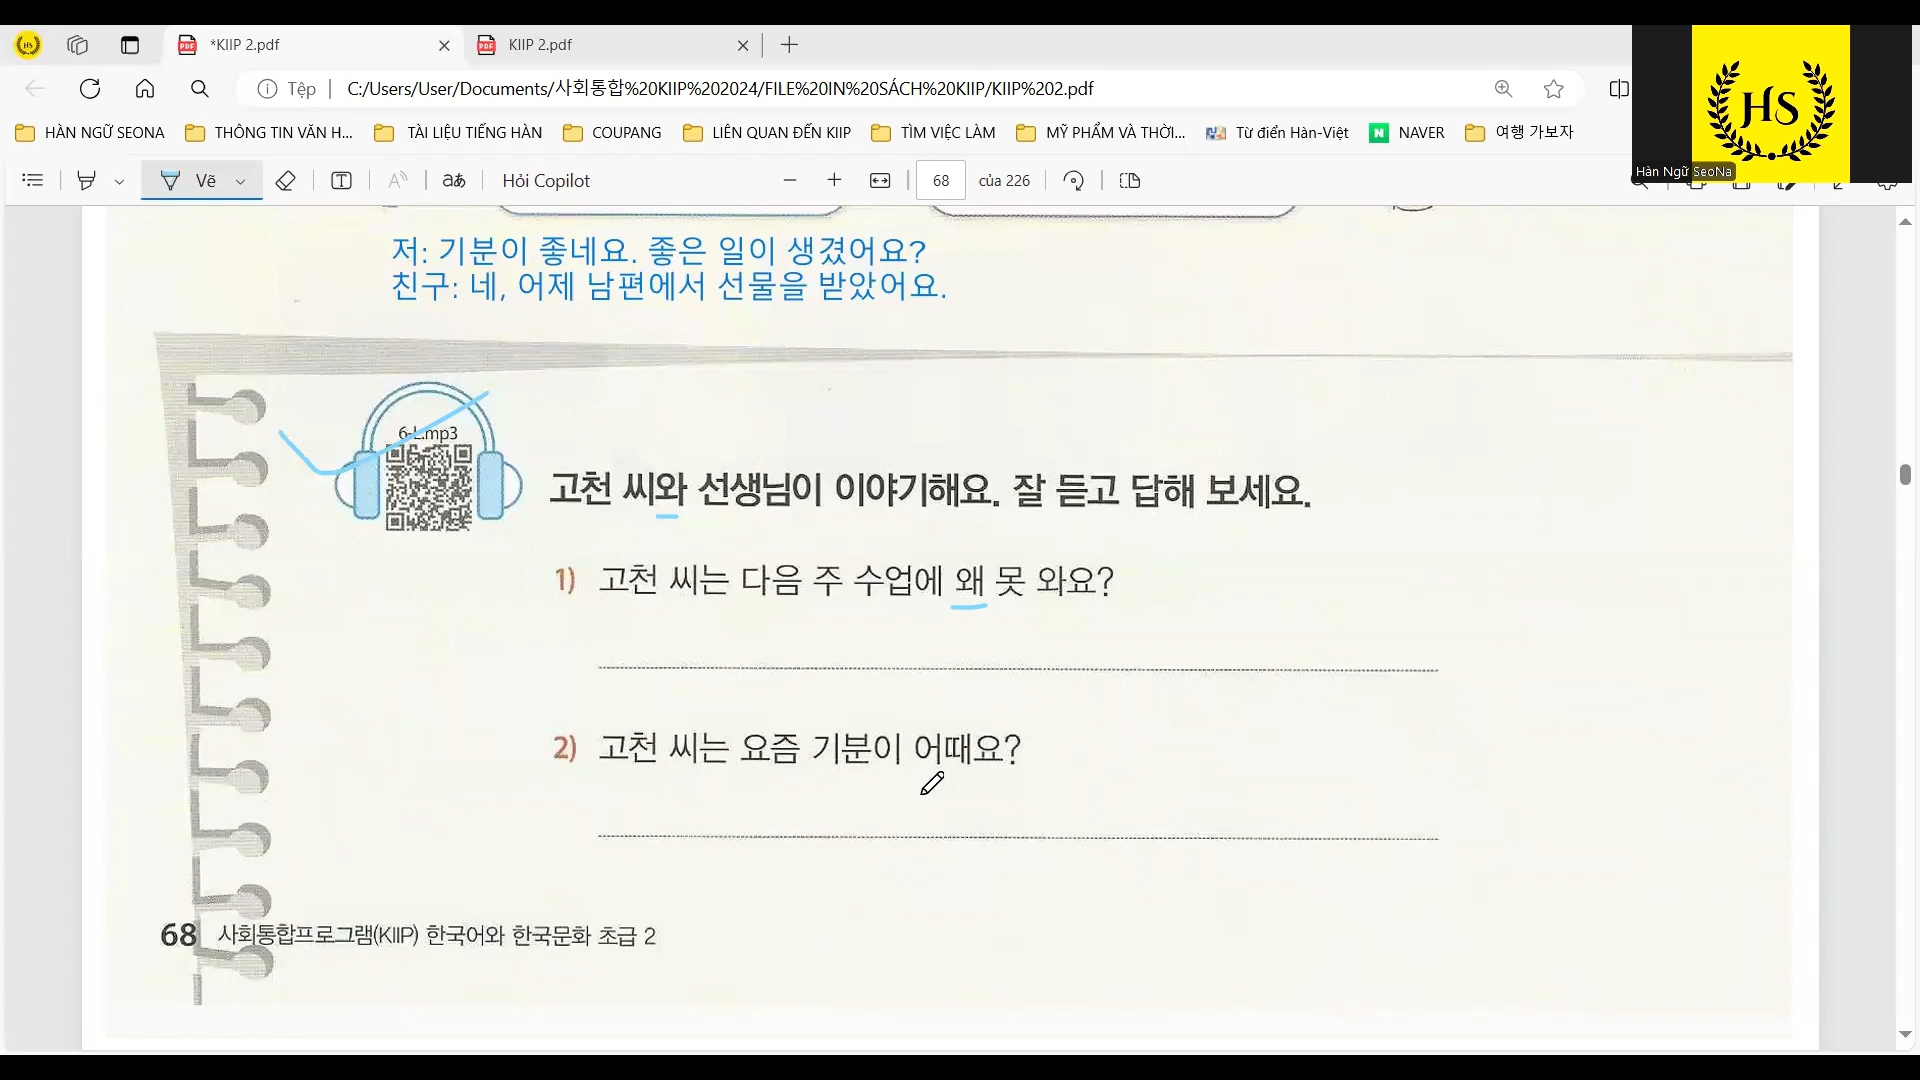 *KIIP 2.pdf
KIIP 2.pdf
Tệp
C:/Users/User/Documents/사회통합%20KIIP%202024/FILE%20IN%20SÁCH%20KIIP/KIIP%202.pdf
HÀN NGỮ SEONA
THÔNG TIN VĂN H...
TÀI LIỆU TIẾNG HÀN
COUPANG
LIÊN QUAN ĐẾN KIIP
TÌM VIỆC LÀM
MỸ PHẨM VÀ THỜI...
Từ điển Hàn-Việt
NAVER
여행 가보자
HS
Hàn Ngữ SeoNa
Vẽ
Hỏi Copilot
68
của 226
저: 기분이 좋네요. 좋은 일이 생겼어요?
친구: 네, 어제 남편에서 선물을 받았어요.
6-L.mp3
고천 씨와 선생님이 이야기해요. 잘 듣고 답해 보세요.
1) 고천 씨는 다음 주 수업에 왜 못 와요?
2) 고천 씨는 요즘 기분이 어때요?
68 사회통합프로그램(KIIP) 한국어와 한국문화 초급 2